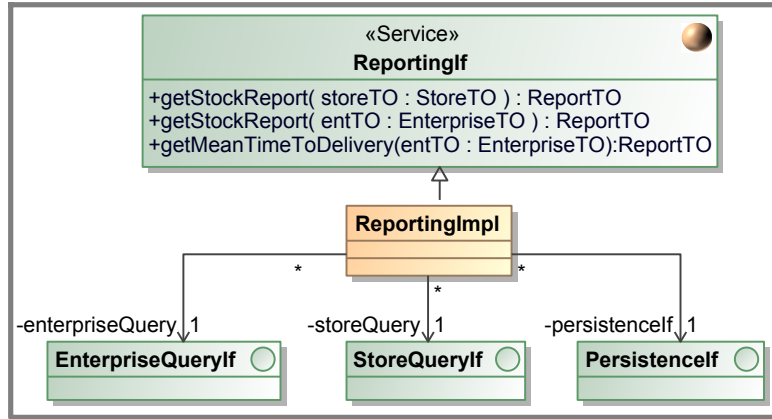 «Service»
ReportingIf
+getStockReport( storeTO : StoreTO ) : ReportTO
+getStockReport( entTO : EnterpriseTO ) : ReportTO
+getMeanTimeToDelivery(entTO : EnterpriseTO):ReportTO
ReportingImpl
* * *
-enterpriseQuery 1 -storeQuery 1 -persistenceIf 1
EnterpriseQueryIf StoreQueryIf PersistenceIf